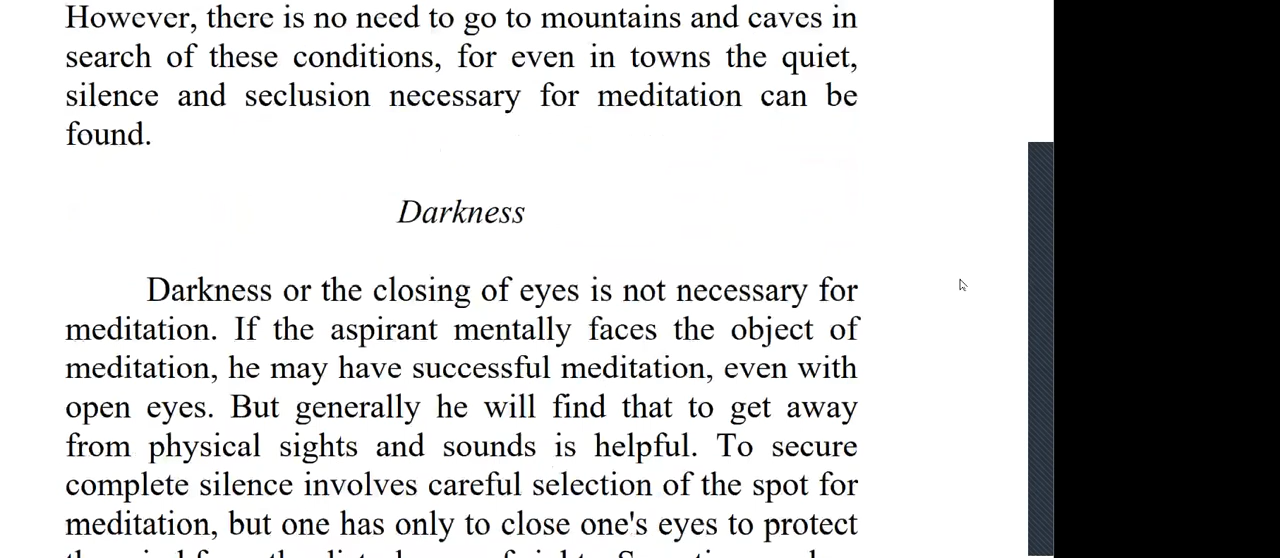 However, there is no need to go to mountains and caves in
search of these conditions, for even in towns the quiet,
silence and seclusion necessary for meditation can be
found.
Darkness
Darkness or the closing of eyes is not necessary for
meditation. If the aspirant mentally faces the object of
meditation, he may have successful meditation, even with
open eyes. But generally he will find that to get away
from physical sights and sounds is helpful. To secure
complete silence involves careful selection of the spot for
meditation, but one has only to close one's eyes to protect